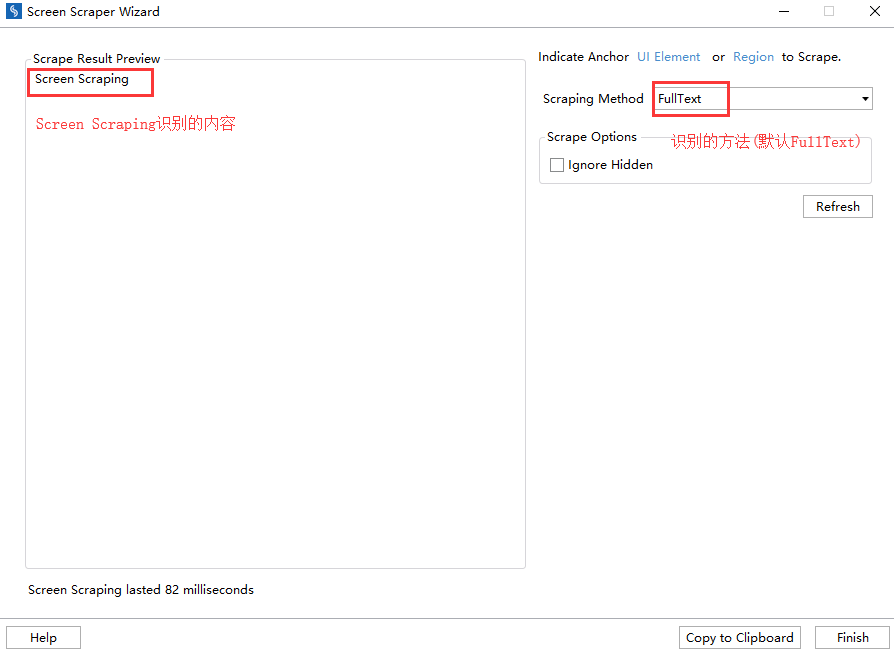 Screen Scraper Wizard
Scrape Result Preview
Screen Scraping
Screen Scraping识别的内容
Indicate Anchor UI Element or Region to Scrape.
Scraping Method FullText
Scrape Options
识别的方法(默认FullText)
Ignore Hidden
Refresh
Screen Scraping lasted 82 milliseconds
Help
Copy to Clipboard
Finish